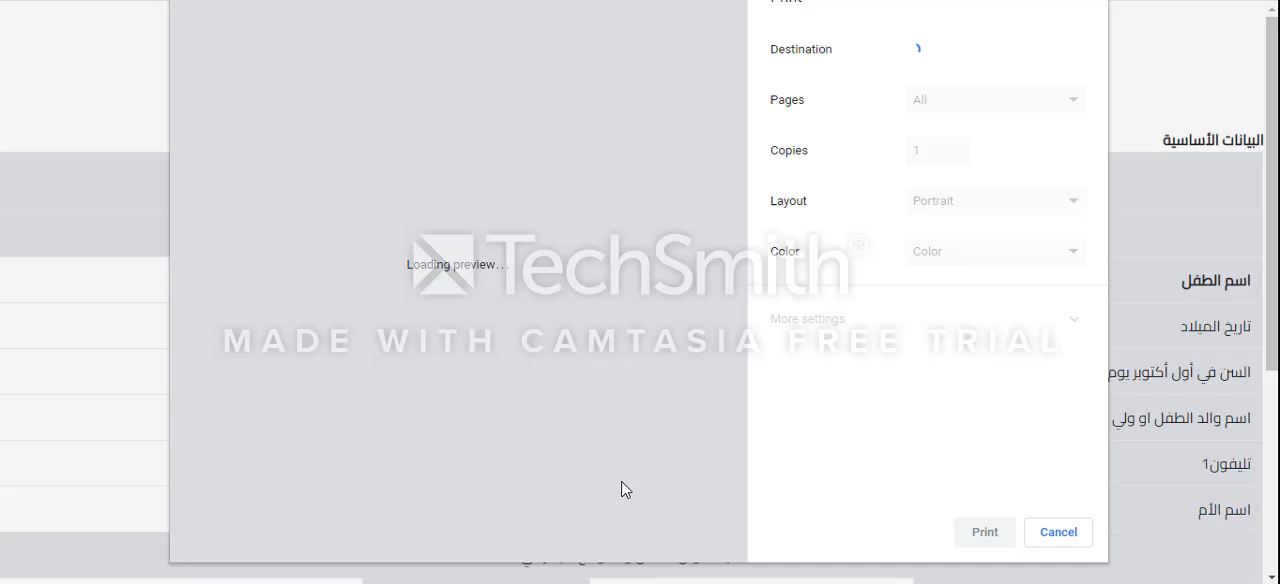 Destination
Pages
All
Copies
1
Layout
Portrait
Color
Color
Loading preview...
More settings
Print
Cancel
TechSmith®
MADE WITH CAMTASIA FREE TRIAL
البيانات الأساسية
اسم الطفل
تاريخ الميلاد
السن في أول أكتوبر يوم
اسم والد الطفل او ولي
تليفون1
اسم الأم